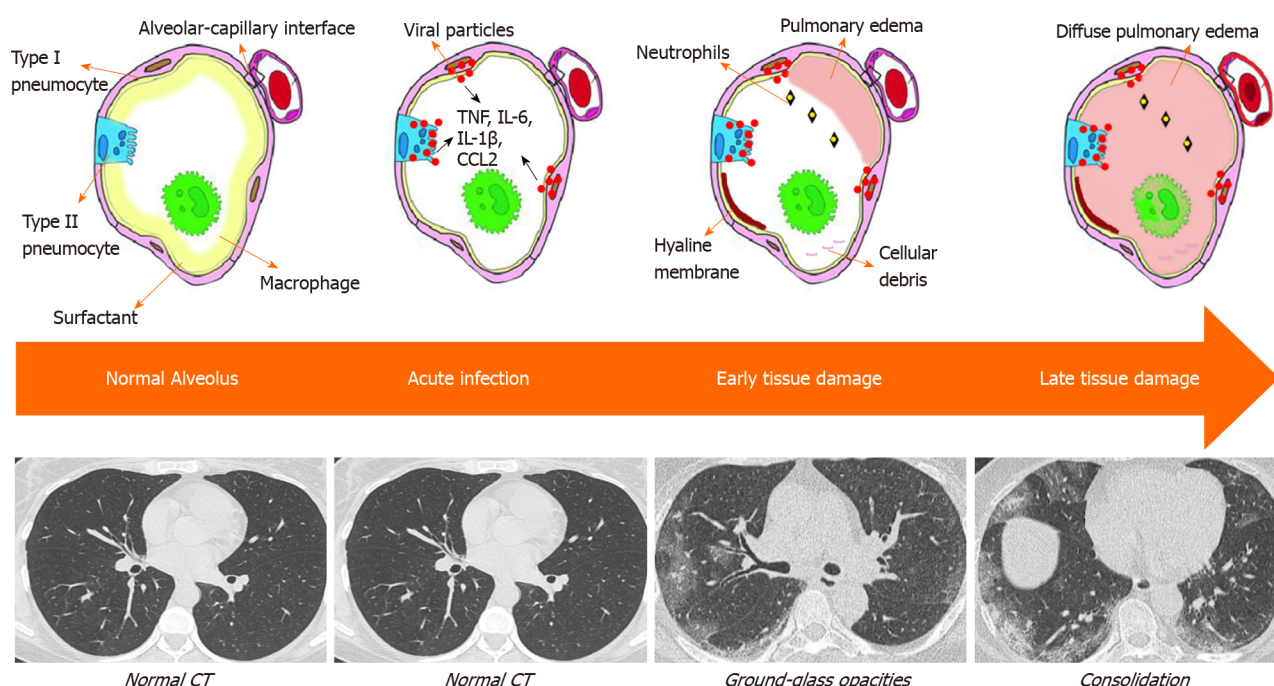 Alveolar-capillary interface
Type I
pneumocyte
Type II
pneumocyte
Surfactant
Macrophage
Viral particles
TNF, IL-6,
IL-1β,
CCL2
Neutrophils
Pulmonary edema
Hyaline
membrane
Cellular
debris
Diffuse pulmonary edema
Normal Alveolus
Acute infection
Early tissue damage
Late tissue damage
Normal CT
Normal CT
Ground-glass opacities
Consolidation